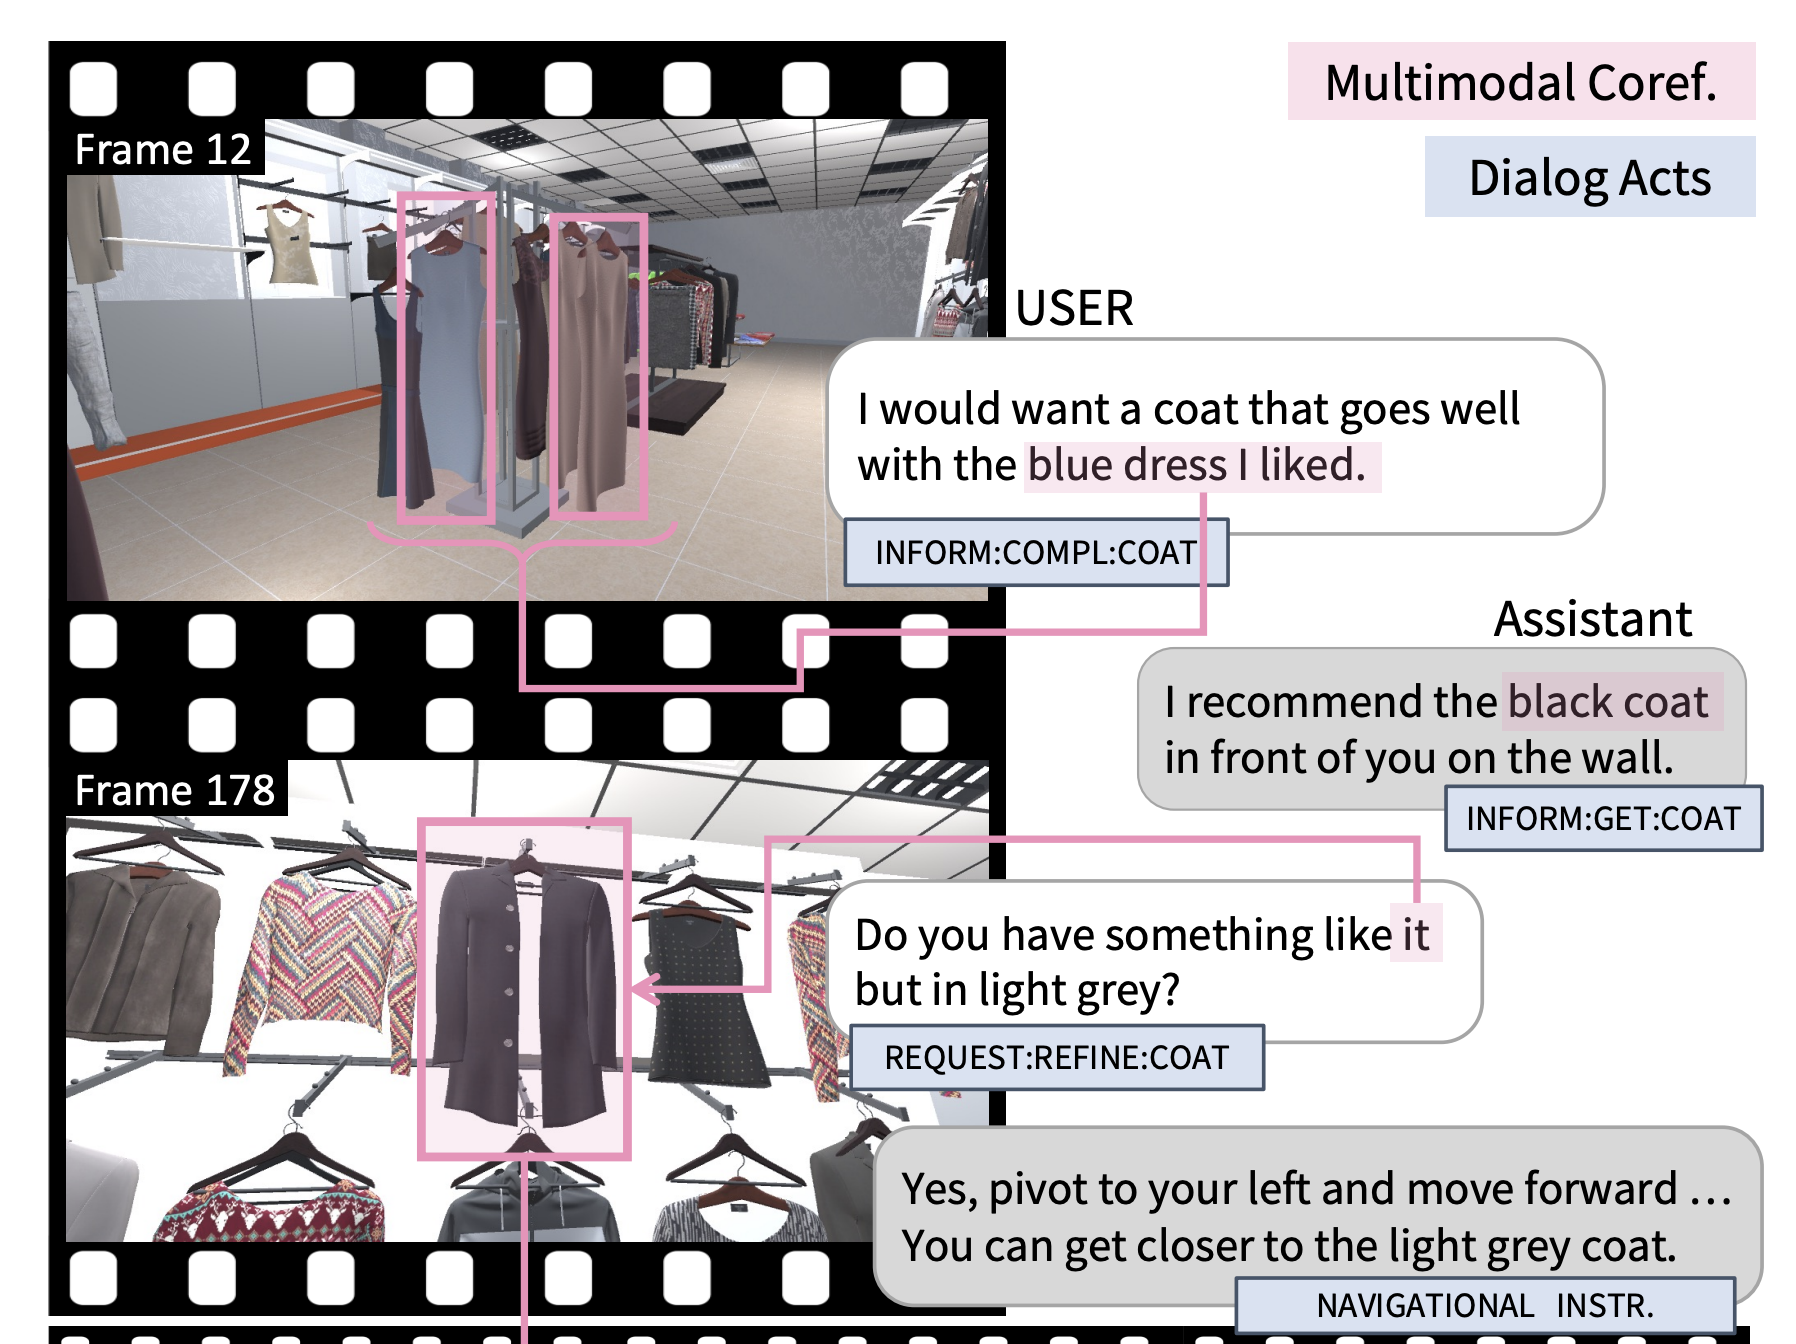 Multimodal Coref.
Dialog Acts
Frame 12
USER
I would want a coat that goes well
with the blue dress I liked.
INFORM:COMPL:COAT
Assistant
I recommend the black coat
in front of you on the wall.
INFORM:GET:COAT
Frame 178
Do you have something like it
but in light grey?
REQUEST:REFINE:COAT
Yes, pivot to your left and move forward ...
You can get closer to the light grey coat.
NAVIGATIONAL INSTR.